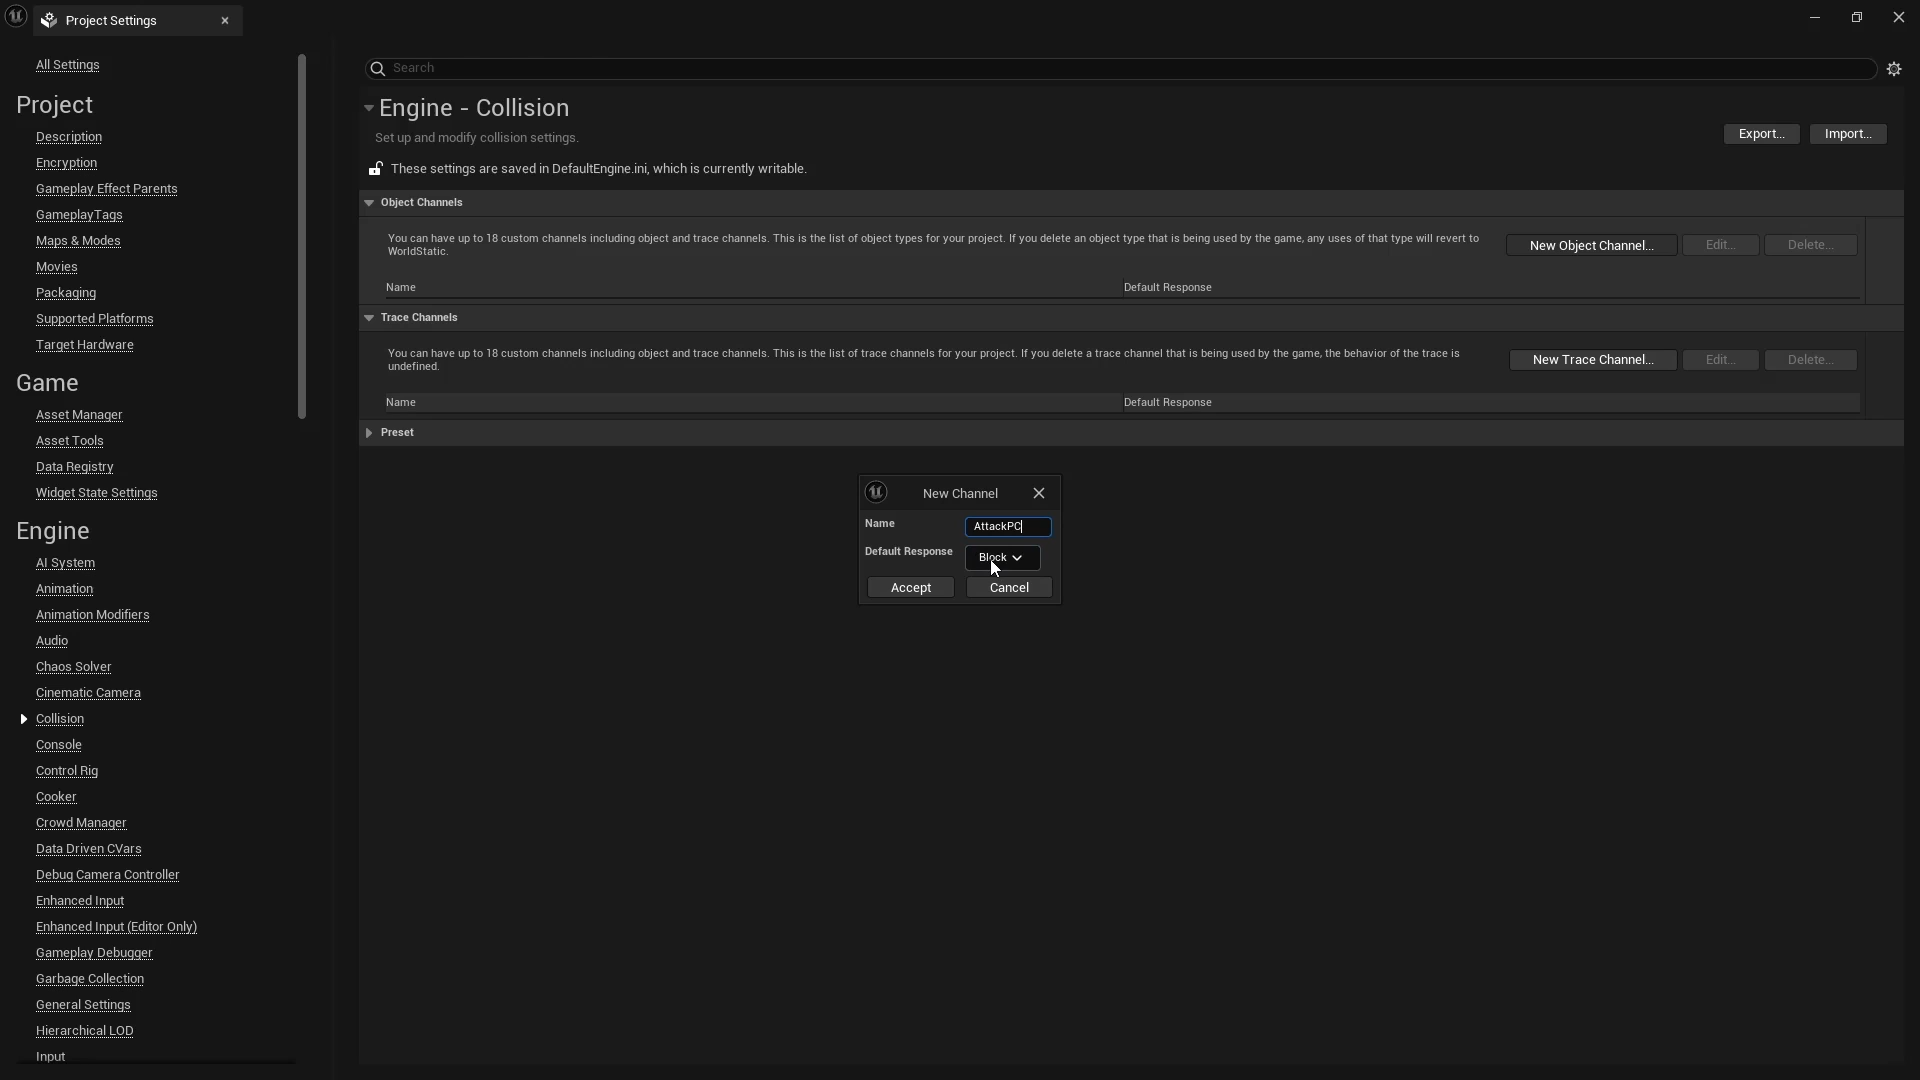 Project Settings
All Settings
Project
Description
Encryption
Gameplay Effect Parents
GameplayTags
Maps & Modes
Movies
Packaging
Supported Platforms
Target Hardware
Game
Asset Manager
Asset Tools
Data Registry
Widget State Settings
Engine
AI System
Animation
Animation Modifiers
Audio
Chaos Solver
Cinematic Camera
Collision
Console
Control Rig
Cooker
Crowd Manager
Data Driven CVars
Debug Camera Controller
Enhanced Input
Enhanced Input (Editor Only)
Gameplay Debugger
Garbage Collection
General Settings
Hierarchical LOD
Input
Search
Engine - Collision
Set up and modify collision settings.
Export...
Import...
These settings are saved in DefaultEngine.ini, which is currently writable.
Object Channels
You can have up to 18 custom channels including object and trace channels. This is the list of object types for your project. If you delete an object type that is being used by the game, any uses of that type will revert to
WorldStatic.
New Object Channel...
Edit...
Delete...
Name
Default Response
Trace Channels
You can have up to 18 custom channels including object and trace channels. This is the list of trace channels for your project. If you delete a trace channel that is being used by the game, the behavior of the trace is
undefined.
New Trace Channel...
Edit...
Delete...
Name
Default Response
Preset
New Channel
Name
AttackPC
Default Response
Block
Accept
Cancel